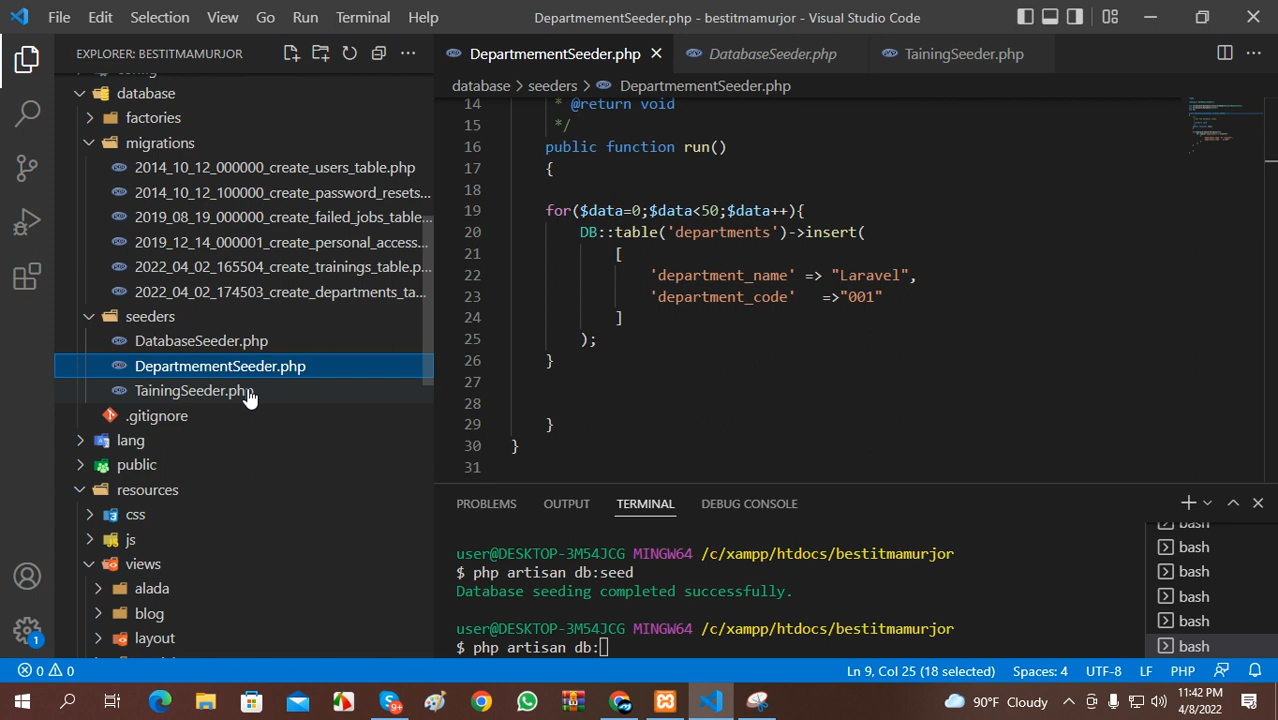 File Edit Selection View Go Run Terminal Help DepartmementSeeder.php - bestitmamurjor - Visual Studio Code
EXPLORER: BESTITMAMURJOR
database
factories
migrations
2014_10_12_000000_create_users_table.php
2014_10_12_100000_create_password_resets...
2019_08_19_000000_create_failed_jobs_table...
2019_12_14_000001_create_personal_access...
2022_04_02_165504_create_trainings_table.p...
2022_04_02_174503_create_departments_ta...
seeders
DatabaseSeeder.php
DepartmementSeeder.php
TainingSeeder.php
.gitignore
lang
public
resources
css
js
views
alada
blog
layout
DepartmementSeeder.php DatabaseSeeder.php TainingSeeder.php
database > seeders > DepartmementSeeder.php
14 * @return void
15 */
16 public function run()
17 {
18
19 for($data=0;$data<50;$data++){
20 DB::table('departments')->insert(
21 [
22 'department_name' => "Laravel",
23 'department_code' =>"001"
24 ]
25 );
26 }
27
28
29 }
30 }
31
PROBLEMS OUTPUT TERMINAL DEBUG CONSOLE
user@DESKTOP-3M54JCG MINGW64 /c/xampp/htdocs/bestitmamurjor
$ php artisan db:seed
Database seeding completed successfully.
user@DESKTOP-3M54JCG MINGW64 /c/xampp/htdocs/bestitmamurjor
$ php artisan db:
bash
bash
bash
bash
bash
bash
1
0 0 Ln 9, Col 25 (18 selected) Spaces: 4 UTF-8 LF PHP
9+ 90°F Cloudy 11:42 PM
4/8/2022